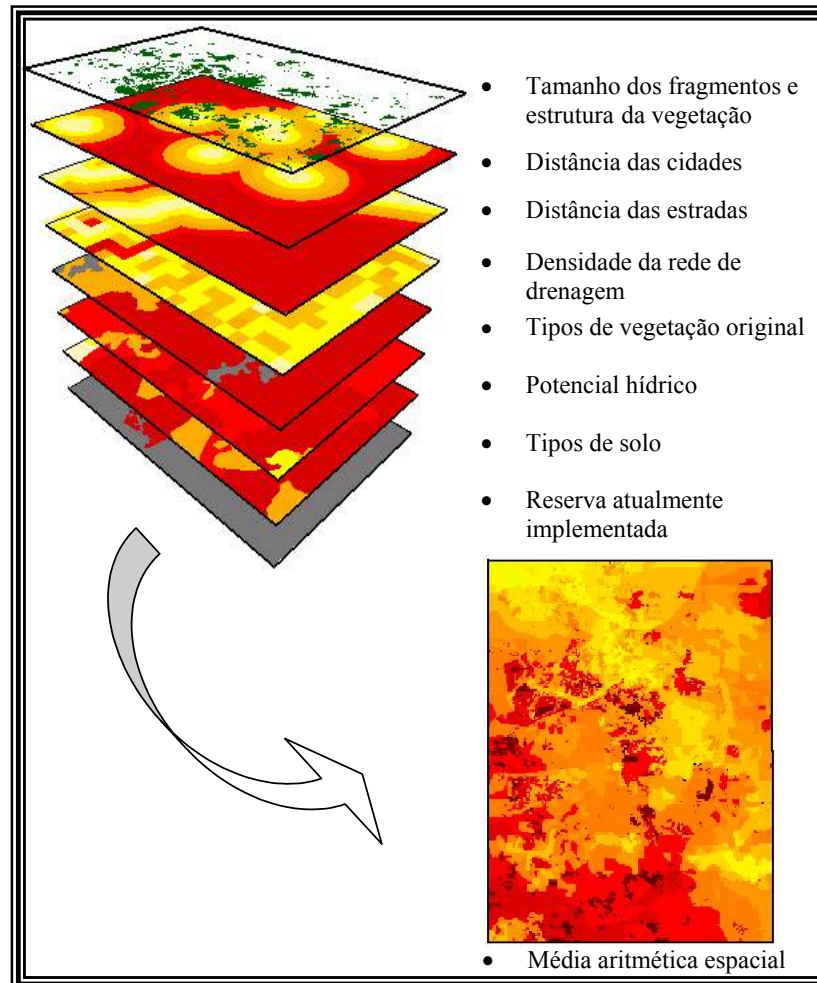 • Tamanho dos fragmentos e
estrutura da vegetação
• Distância das cidades
• Distância das estradas
• Densidade da rede de
drenagem
• Tipos de vegetação original
• Potencial hídrico
• Tipos de solo
• Reserva atualmente
implementada
• Média aritmética espacial